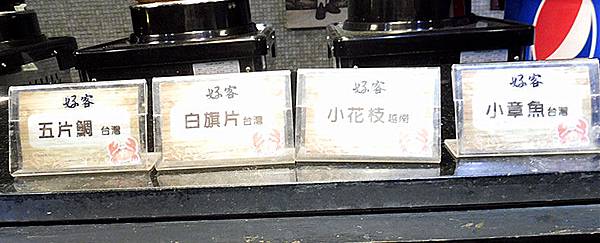 好客
五片鯛 台灣
好客
白旗片 台灣
好客
小花枝 越南
好客
小章魚 台灣